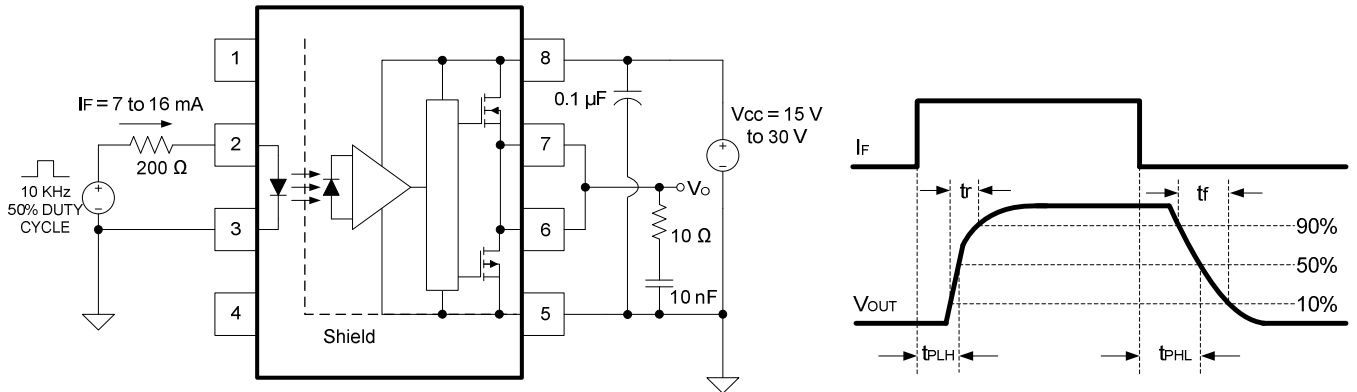 1
2
3
4
8
7
6
5
IF = 7 to 16 mA
200 Ω
10 KHz
50% DUTY
CYCLE
Shield
0.1 µF
VCC = 15 V
to 30 V
VO
10 Ω
10 nF
IF
tr
tf
90%
50%
10%
VOUT
tPLH
tPHL